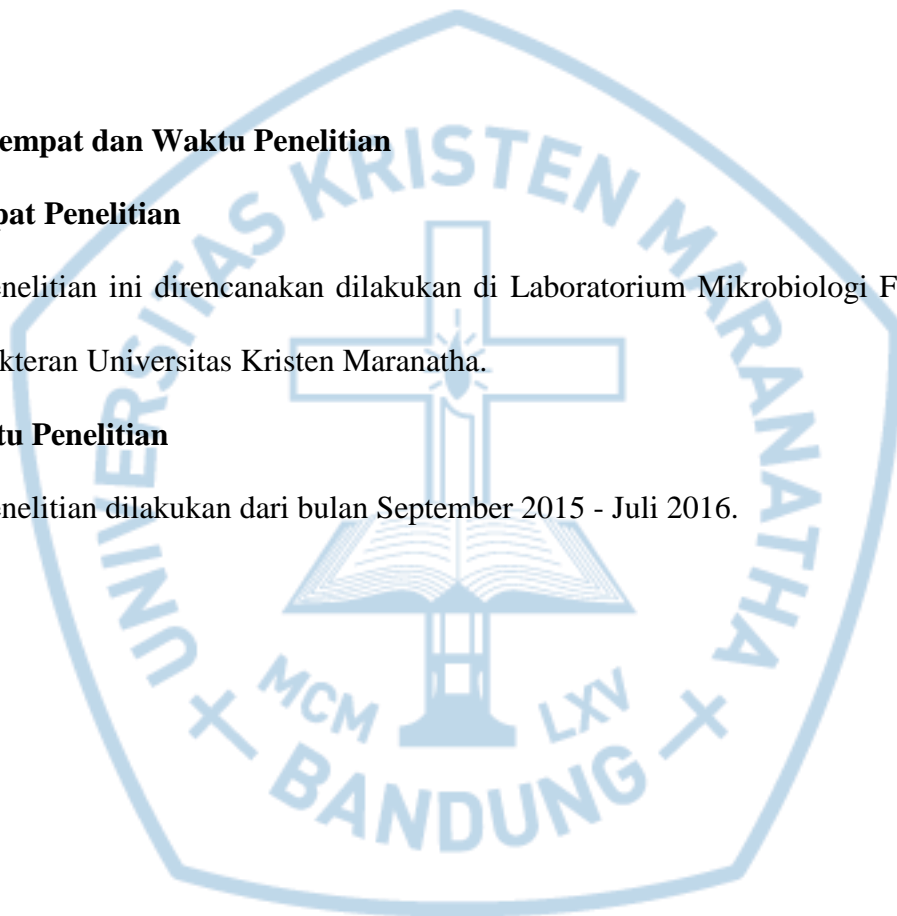 empat dan Waktu Penelitian
pat Penelitian
enelitian ini direncanakan dilakukan di Laboratorium Mikrobiologi F
kteran Universitas Kristen Maranatha.
tu Penelitian
enelitian dilakukan dari bulan September 2015 - Juli 2016.
UNIVERSITAS KRISTEN MARANATHA
MCM LXV
BANDUNG